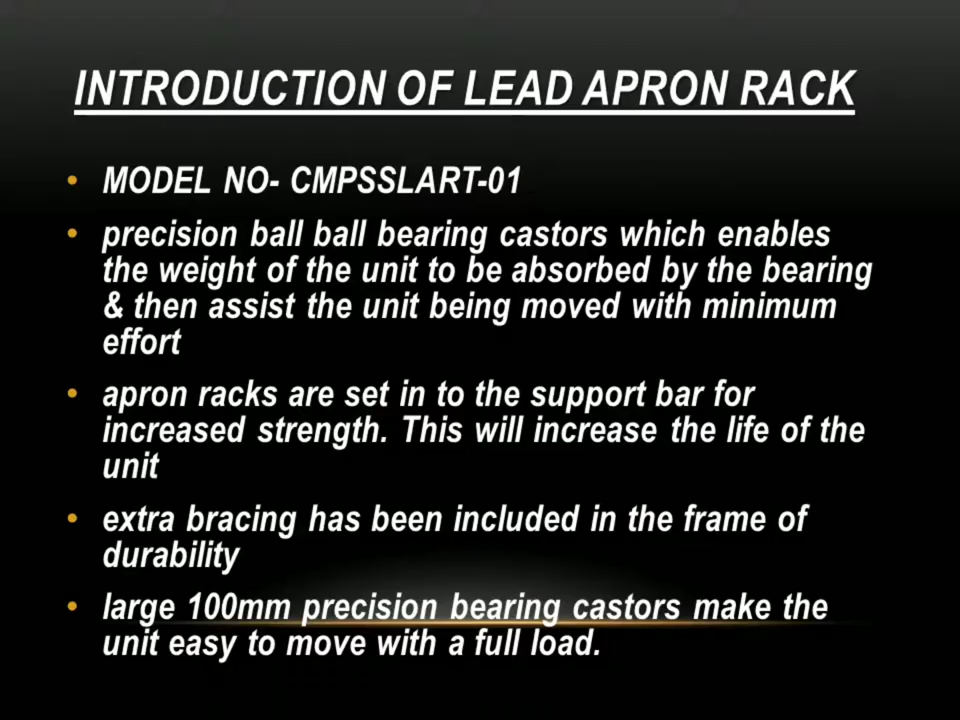 INTRODUCTION OF LEAD APRON RACK
• MODEL NO- CMPSSLART-01
• precision ball ball bearing castors which enables
the weight of the unit to be absorbed by the bearing
& then assist the unit being moved with minimum
effort
• apron racks are set in to the support bar for
increased strength. This will increase the life of the
unit
• extra bracing has been included in the frame of
durability
• large 100mm precision bearing castors make the
unit easy to move with a full load.